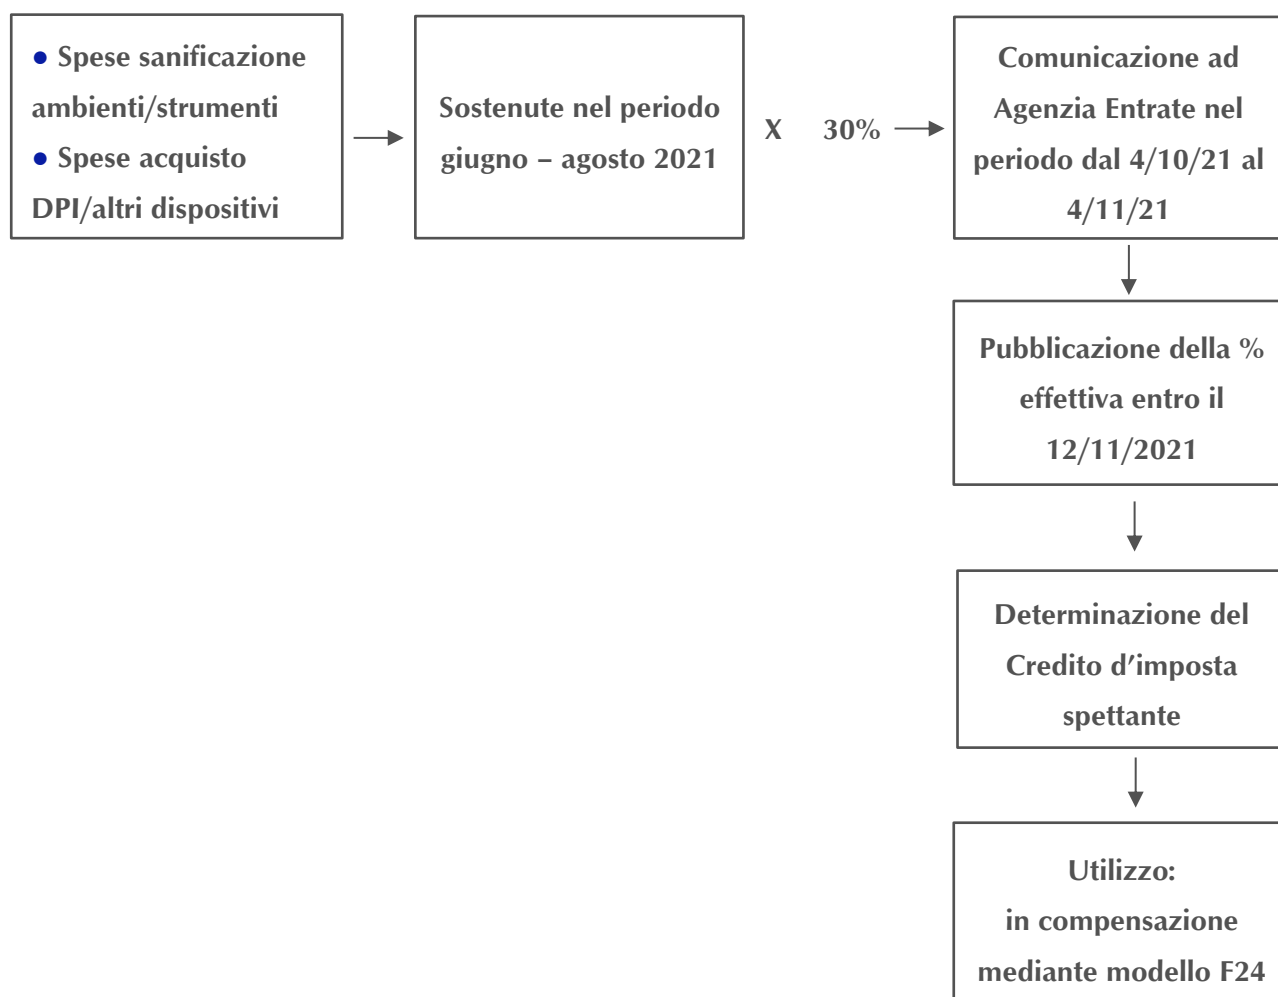 ● Spese sanificazione
ambienti/strumenti
● Spese acquisto
DPI/altri dispositivi
Sostenute nel periodo
giugno – agosto 2021
X 30%
Comunicazione ad
Agenzia Entrate nel
periodo dal 4/10/21 al
4/11/21
Pubblicazione della %
effettiva entro il
12/11/2021
Determinazione del
Credito d’imposta
spettante
Utilizzo:
in compensazione
mediante modello F24